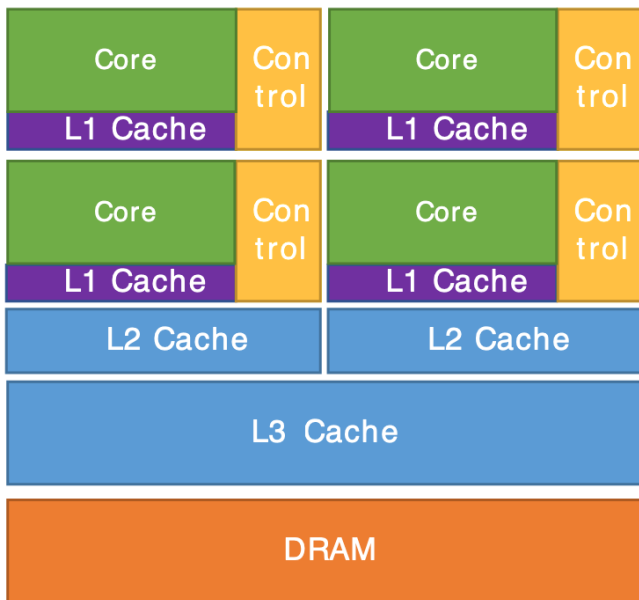 Core
Con
trol
Core
Con
trol
L1 Cache
L1 Cache
Core
Con
trol
Core
Con
trol
L1 Cache
L1 Cache
L2 Cache
L2 Cache
L3 Cache
DRAM